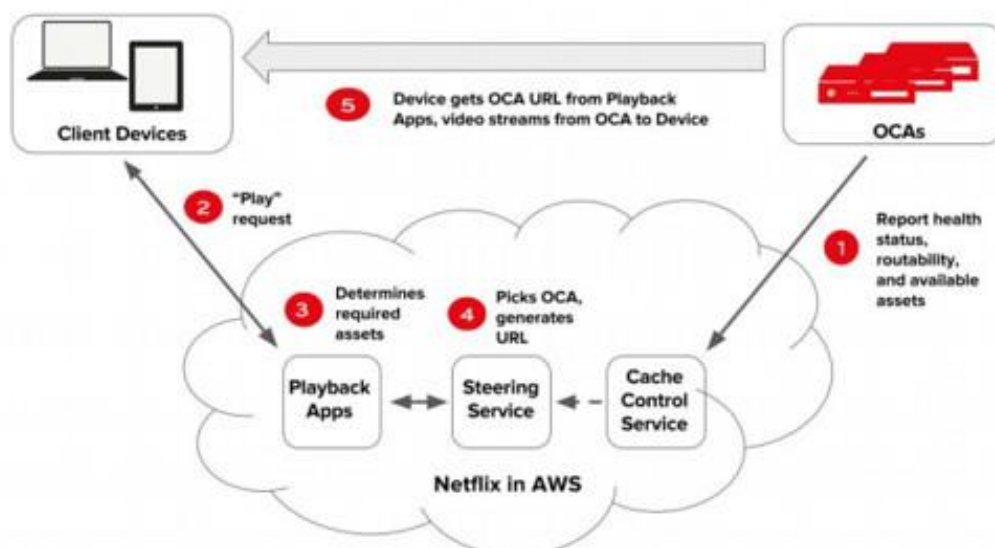 Client Devices
5
Device gets OCA URL from Playback
Apps, video streams from OCA to Device
OCAs
2
“Play”
request
1
Report health
status,
routability,
and available
assets
3
Determines
required
assets
4
Picks OCA,
generates
URL
Playback
Apps
Steering
Service
Cache
Control
Service
Netflix in AWS